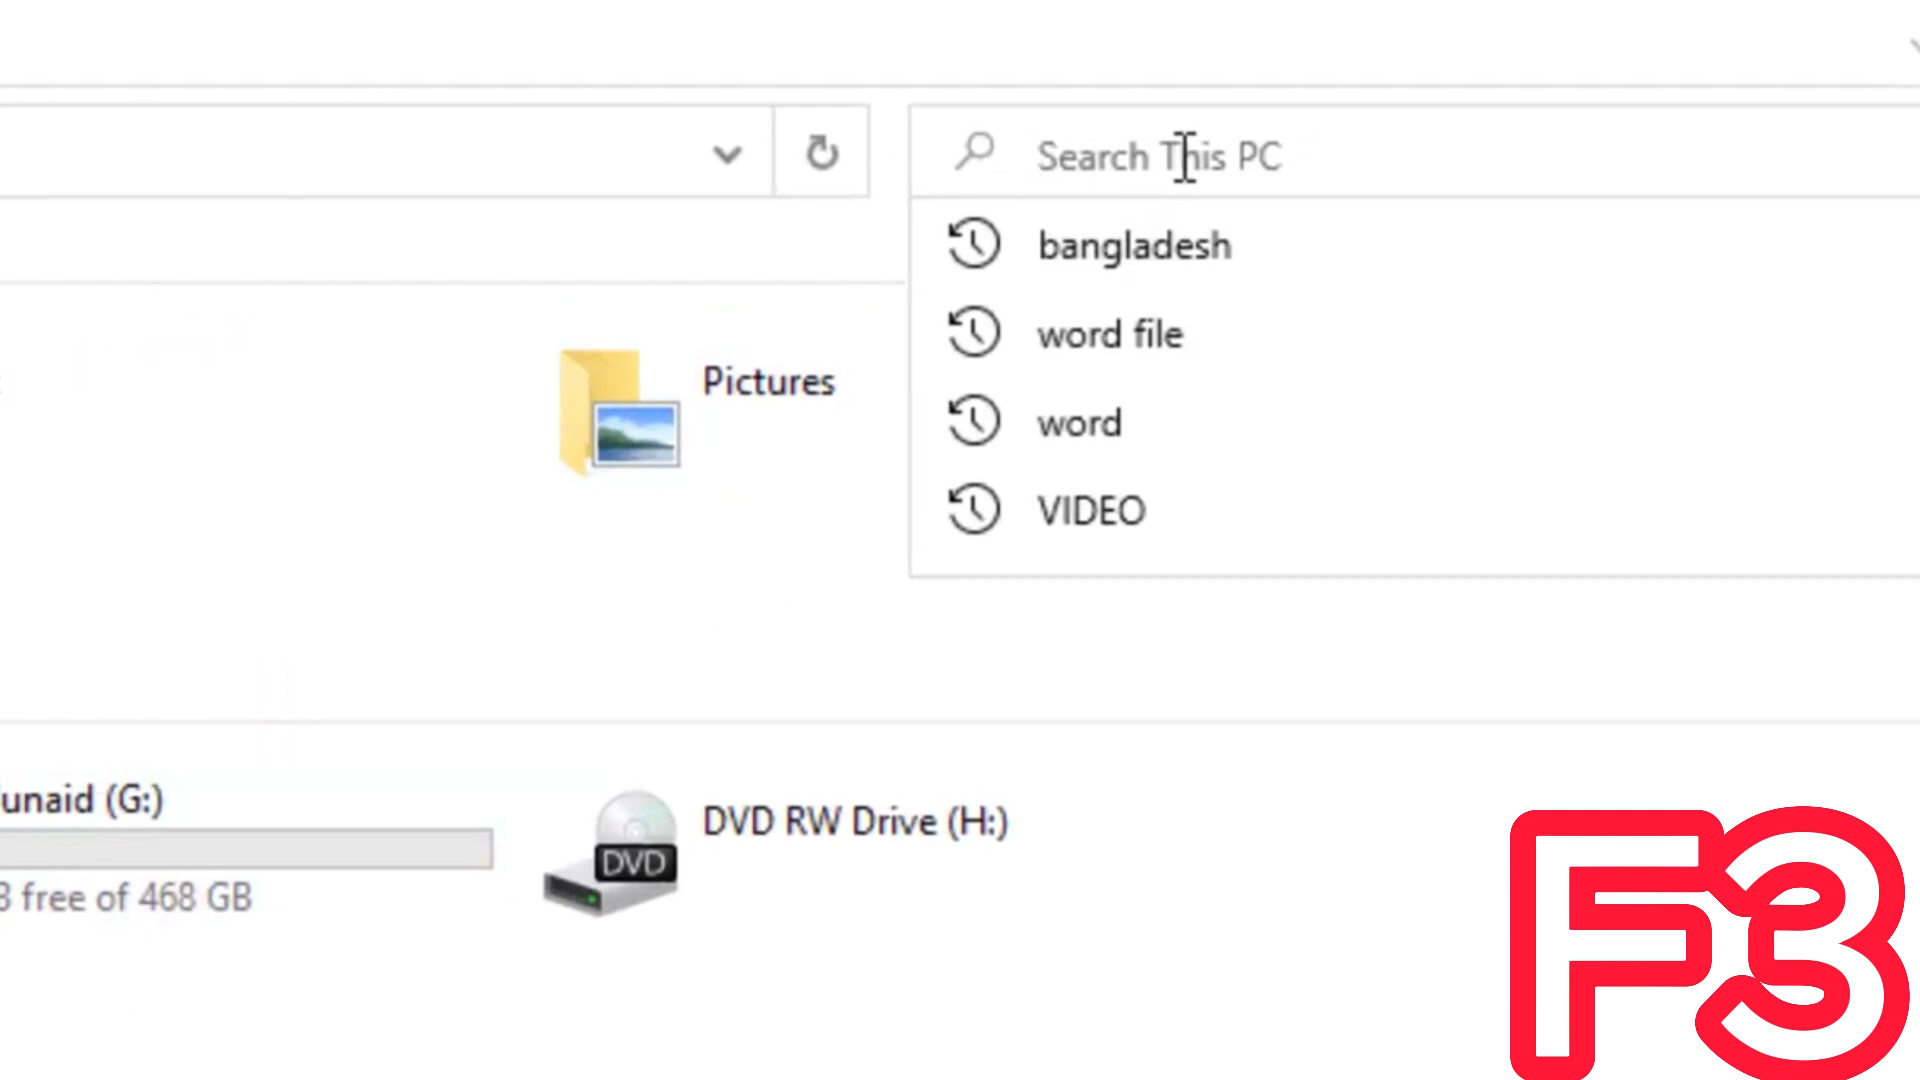 Search This PC
bangladesh
word file
word
VIDEO
Pictures
unaid (G:)
free of 468 GB
DVD RW Drive (H:)
DVD
F3